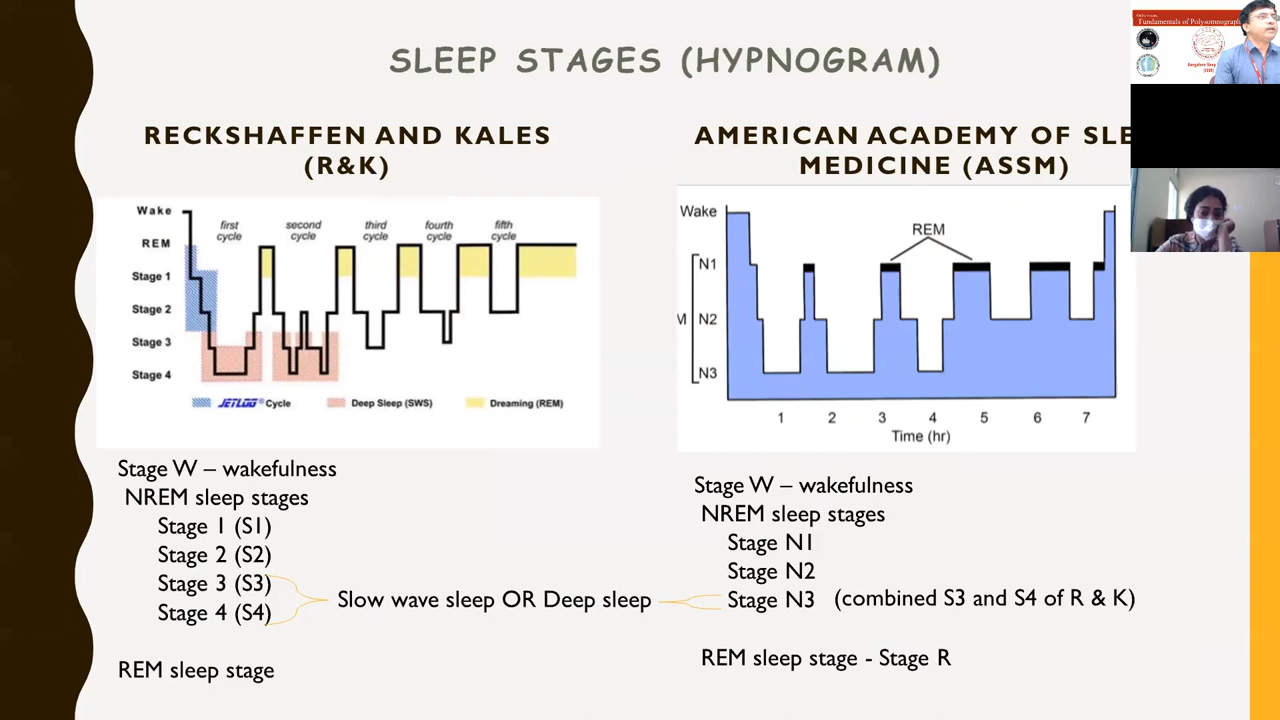 SLEEP STAGES (HYPNOGRAM)
RECKSHAFFEN AND KALES
(R&K)
Wake
REM
Stage 1
Stage 2
Stage 3
Stage 4
first
cycle
second
cycle
third
cycle
fourth
cycle
fifth
cycle
JETLOG® Cycle
Deep Sleep (SWS)
Dreaming (REM)
Stage W – wakefulness
NREM sleep stages
Stage 1 (S1)
Stage 2 (S2)
Stage 3 (S3)
Stage 4 (S4)
REM sleep stage
Slow wave sleep OR Deep sleep
AMERICAN ACADEMY OF SLE
MEDICINE (ASSM)
Wake
REM
N1
M
N2
N3
1 2 3 4 5 6 7
Time (hr)
Stage W – wakefulness
NREM sleep stages
Stage N1
Stage N2
Stage N3 (combined S3 and S4 of R & K)
REM sleep stage - Stage R
Fundamentals of Polysomnograph